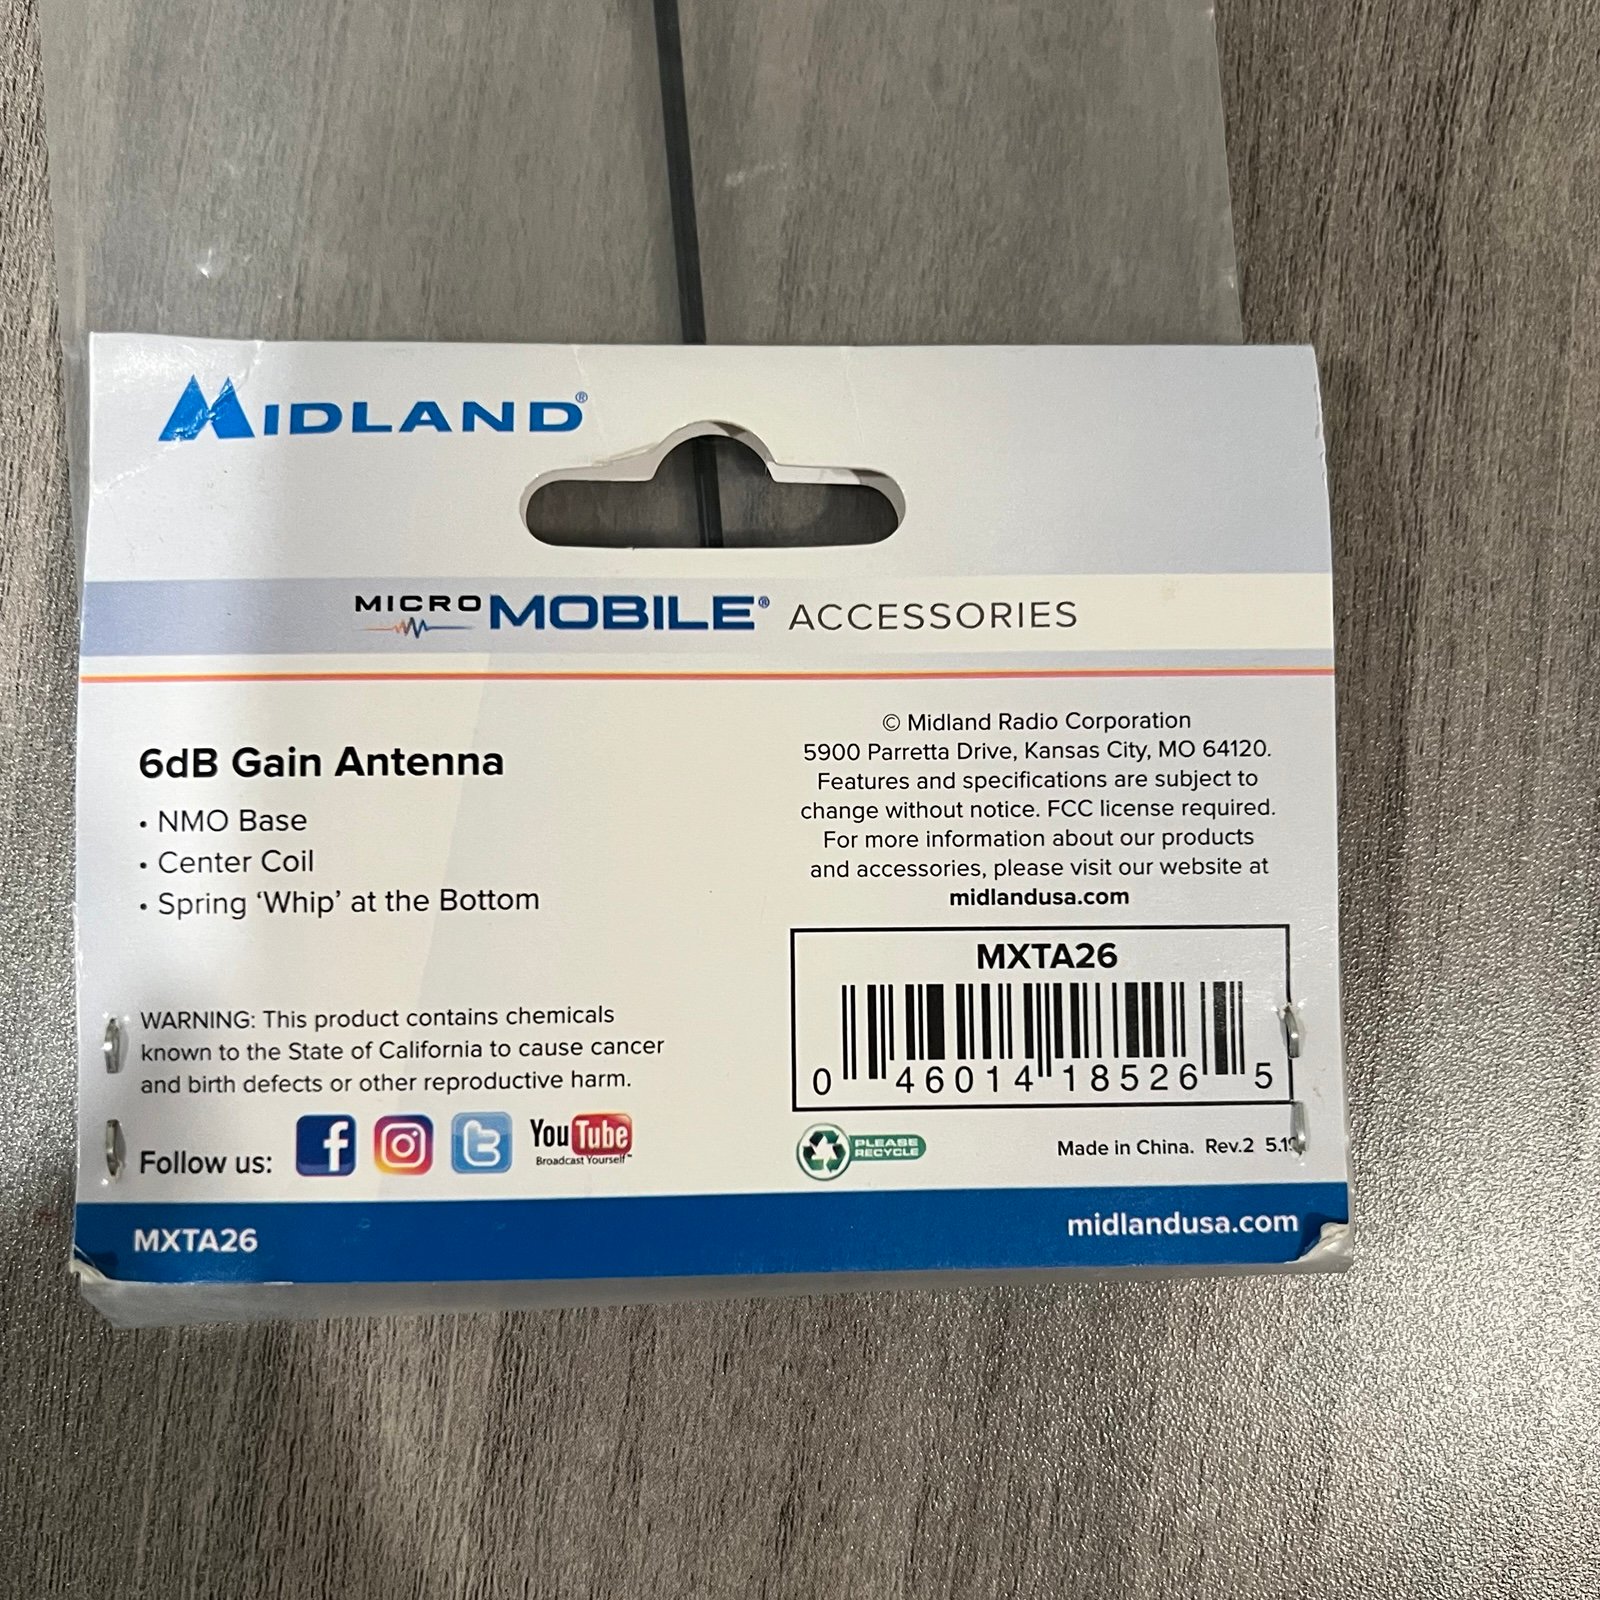 MIDLAND®
MICRO MOBILE® ACCESSORIES
6dB Gain Antenna
• NMO Base
• Center Coil
• Spring ‘Whip’ at the Bottom
WARNING: This product contains chemicals
known to the State of California to cause cancer
and birth defects or other reproductive harm.
Follow us:
f
t
YouTube
Broadcast Yourself™
© Midland Radio Corporation
5900 Parretta Drive, Kansas City, MO 64120.
Features and specifications are subject to
change without notice. FCC license required.
For more information about our products
and accessories, please visit our website at
midlandusa.com
MXTA26
0 46014 18526 5
PLEASE
RECYCLE
Made in China. Rev.2
MXTA26
midlandusa.com